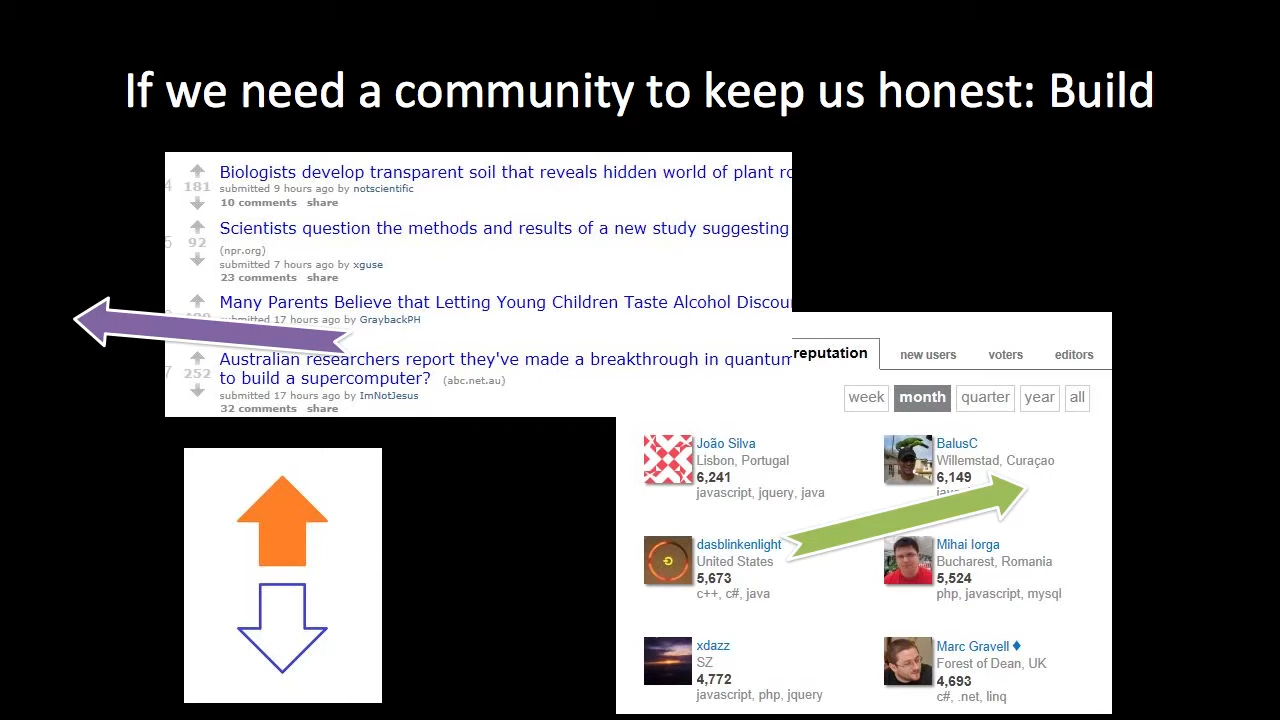 If we need a community to keep us honest: Build
4
181
Biologists develop transparent soil that reveals hidden world of plant
submitted 9 hours ago by notscientific
10 comments share
92
Scientists question the methods and results of a new study suggesting
(npr.org)
submitted 7 hours ago by xguse
23 comments share
Many Parents Believe that Letting Young Children Taste Alcohol
submitted 17 hours ago by GraybackPH
7
252
Australian researchers report they've made a breakthrough in quantum
to build a supercomputer? (abc.net.au)
submitted 17 hours ago by ImNotJesus
32 comments share
reputation new users voters editors
week month quarter year all
João Silva
Lisbon, Portugal
6,241
javascript, jquery, java
BalusC
Willemstad, Curaçao
6,149
dasblinkenlight
United States
5,673
c++, c#, java
Mihai Iorga
Bucharest, Romania
5,524
php, javascript, mysql
xdazz
SZ
4,772
javascript, php, jquery
Marc Gravell ♦
Forest of Dean, UK
4,693
c#, .net, linq